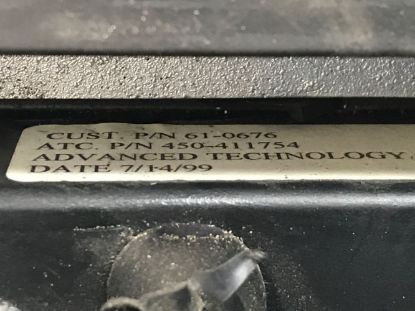 CUST. P/N 61-0676
ATC. P/N 450-411754
ADVANCED TECHNOLOGY.
DATE 7/14/99